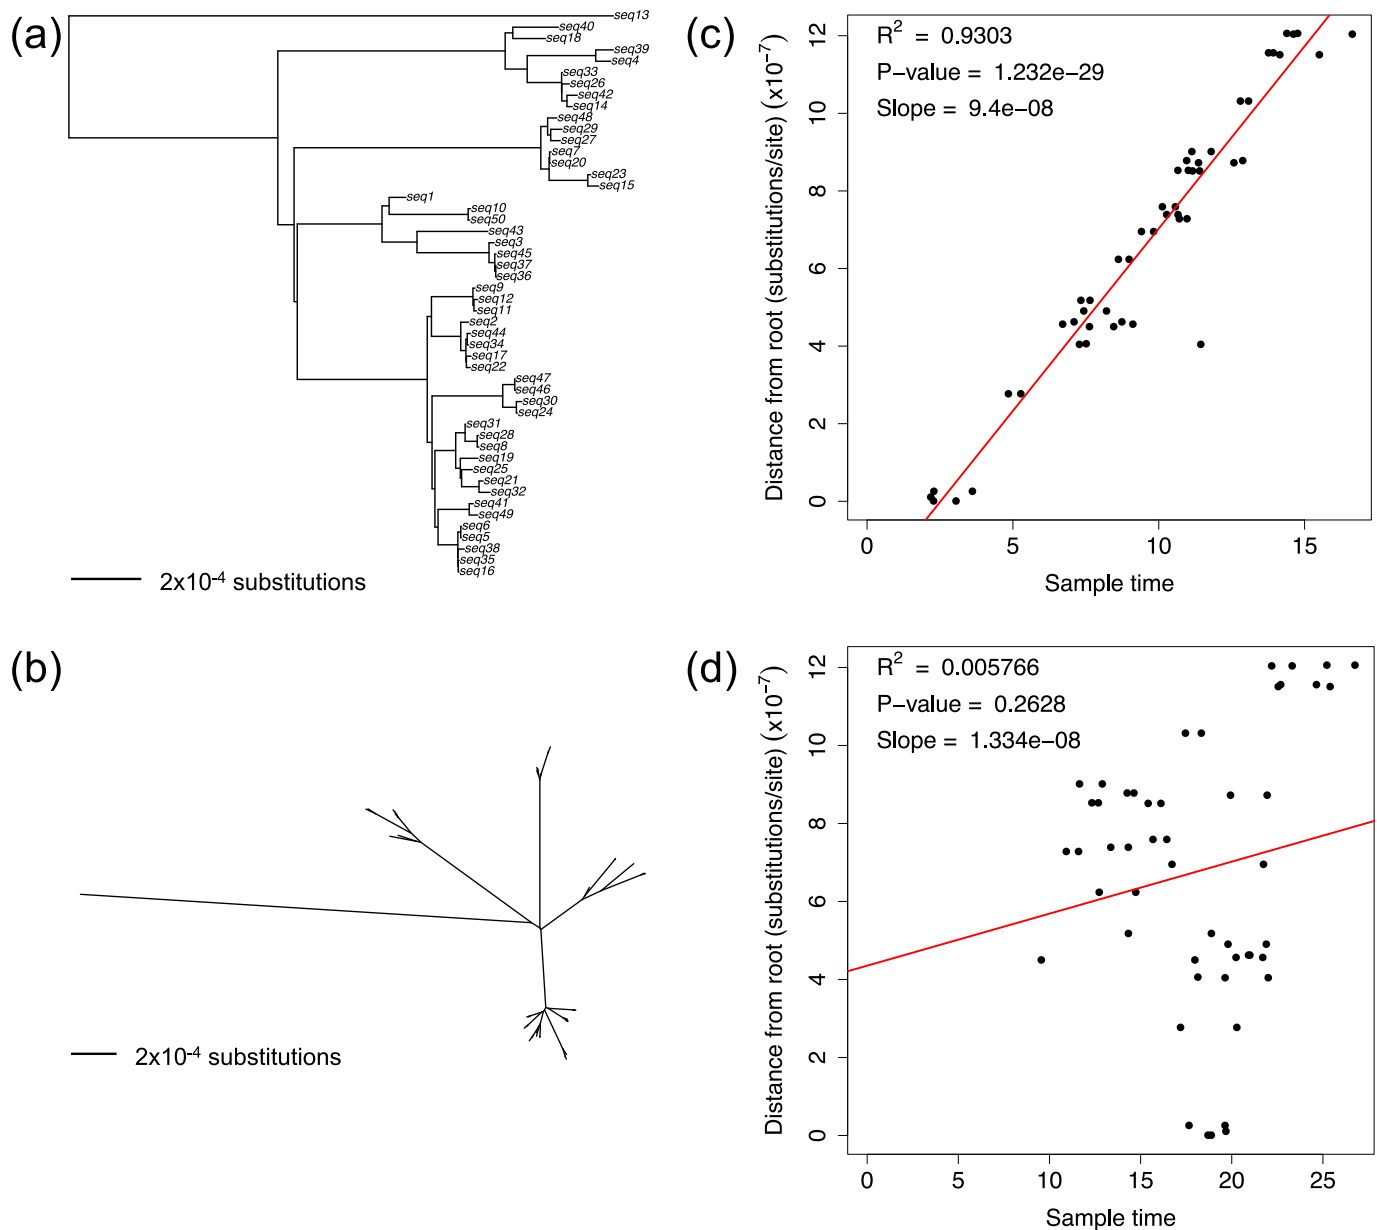 (a)
seq13
seq40
seq18
seq39
seq4
seq33
seq26
seq42
seq14
seq48
seq29
seq27
seq7
seq20
seq23
seq15
seq1
seq10
seq50
seq43
seq3
seq45
seq37
seq36
seq9
seq12
seq11
seq2
seq44
seq34
seq17
seq22
seq47
seq46
seq30
seq24
seq31
seq28
seq8
seq19
seq25
seq21
seq32
seq41
seq49
seq6
seq5
seq38
seq35
seq16
2x10⁻⁴ substitutions
(c)
R² = 0.9303
P−value = 1.232e−29
Slope = 9.4e−08
Distance from root (substitutions/site) (x10⁻⁷)
12
10
8
6
4
2
0
0 5 10 15
Sample time
(b)
2x10⁻⁴ substitutions
(d)
R² = 0.005766
P−value = 0.2628
Slope = 1.334e−08
Distance from root (substitutions/site) (x10⁻⁷)
12
10
8
6
4
2
0
0 5 10 15 20 25
Sample time